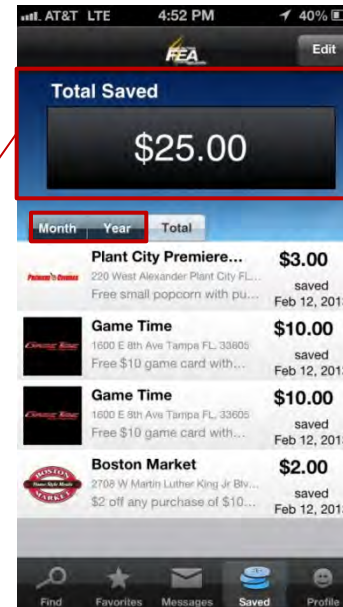 AT&T LTE 4:52 PM 40%
FEA Edit
Total Saved
$25.00
Month Year Total
Plant City Premiere... $3.00
220 West Alexander Plant City FL... saved
Free small popcorn with pu... Feb 12, 201
Game Time $10.00
1600 E 8th Ave Tampa FL, 33605 saved
Free $10 game card with... Feb 12, 201
Game Time $10.00
1600 E 8th Ave Tampa FL, 33605 saved
Free $10 game card with... Feb 12, 201
BOSTON MARKET
Boston Market $2.00
2708 W Martin Luther King Jr Blv... saved
$2 off any purchase of $10... Feb 12, 201
Find Favorites Messages Saved Profile